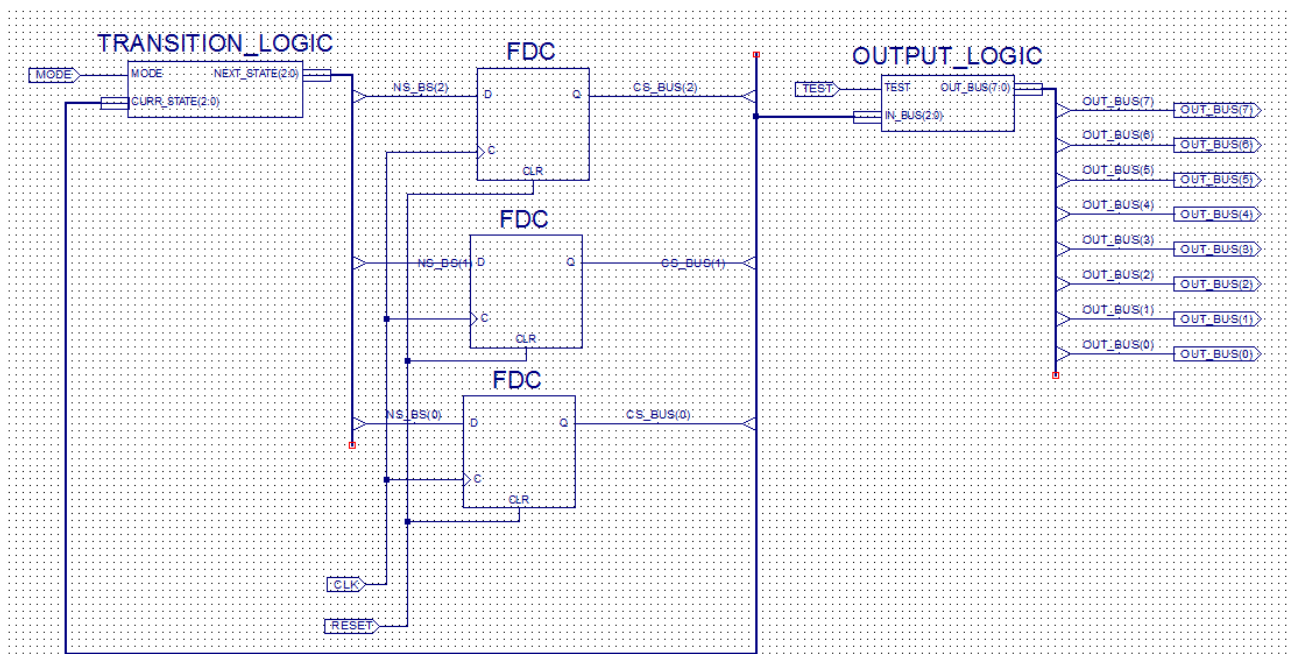 TRANSITION_LOGIC
MODE
MODE
NEXT_STATE(2:0)
CURR_STATE(2:0)
FDC
NS_BS(2)
D
Q
CS_BUS(2)
C
CLR
FDC
NS_BS(1)
D
Q
CS_BUS(1)
C
CLR
FDC
NS_BS(0)
D
Q
CS_BUS(0)
C
CLR
CLK
RESET
OUTPUT_LOGIC
TEST
TEST
OUT_BUS(7:0)
IN_BUS(2:0)
OUT_BUS(7)
OUT_BUS(7)
OUT_BUS(6)
OUT_BUS(6)
OUT_BUS(5)
OUT_BUS(5)
OUT_BUS(4)
OUT_BUS(4)
OUT_BUS(3)
OUT_BUS(3)
OUT_BUS(2)
OUT_BUS(2)
OUT_BUS(1)
OUT_BUS(1)
OUT_BUS(0)
OUT_BUS(0)